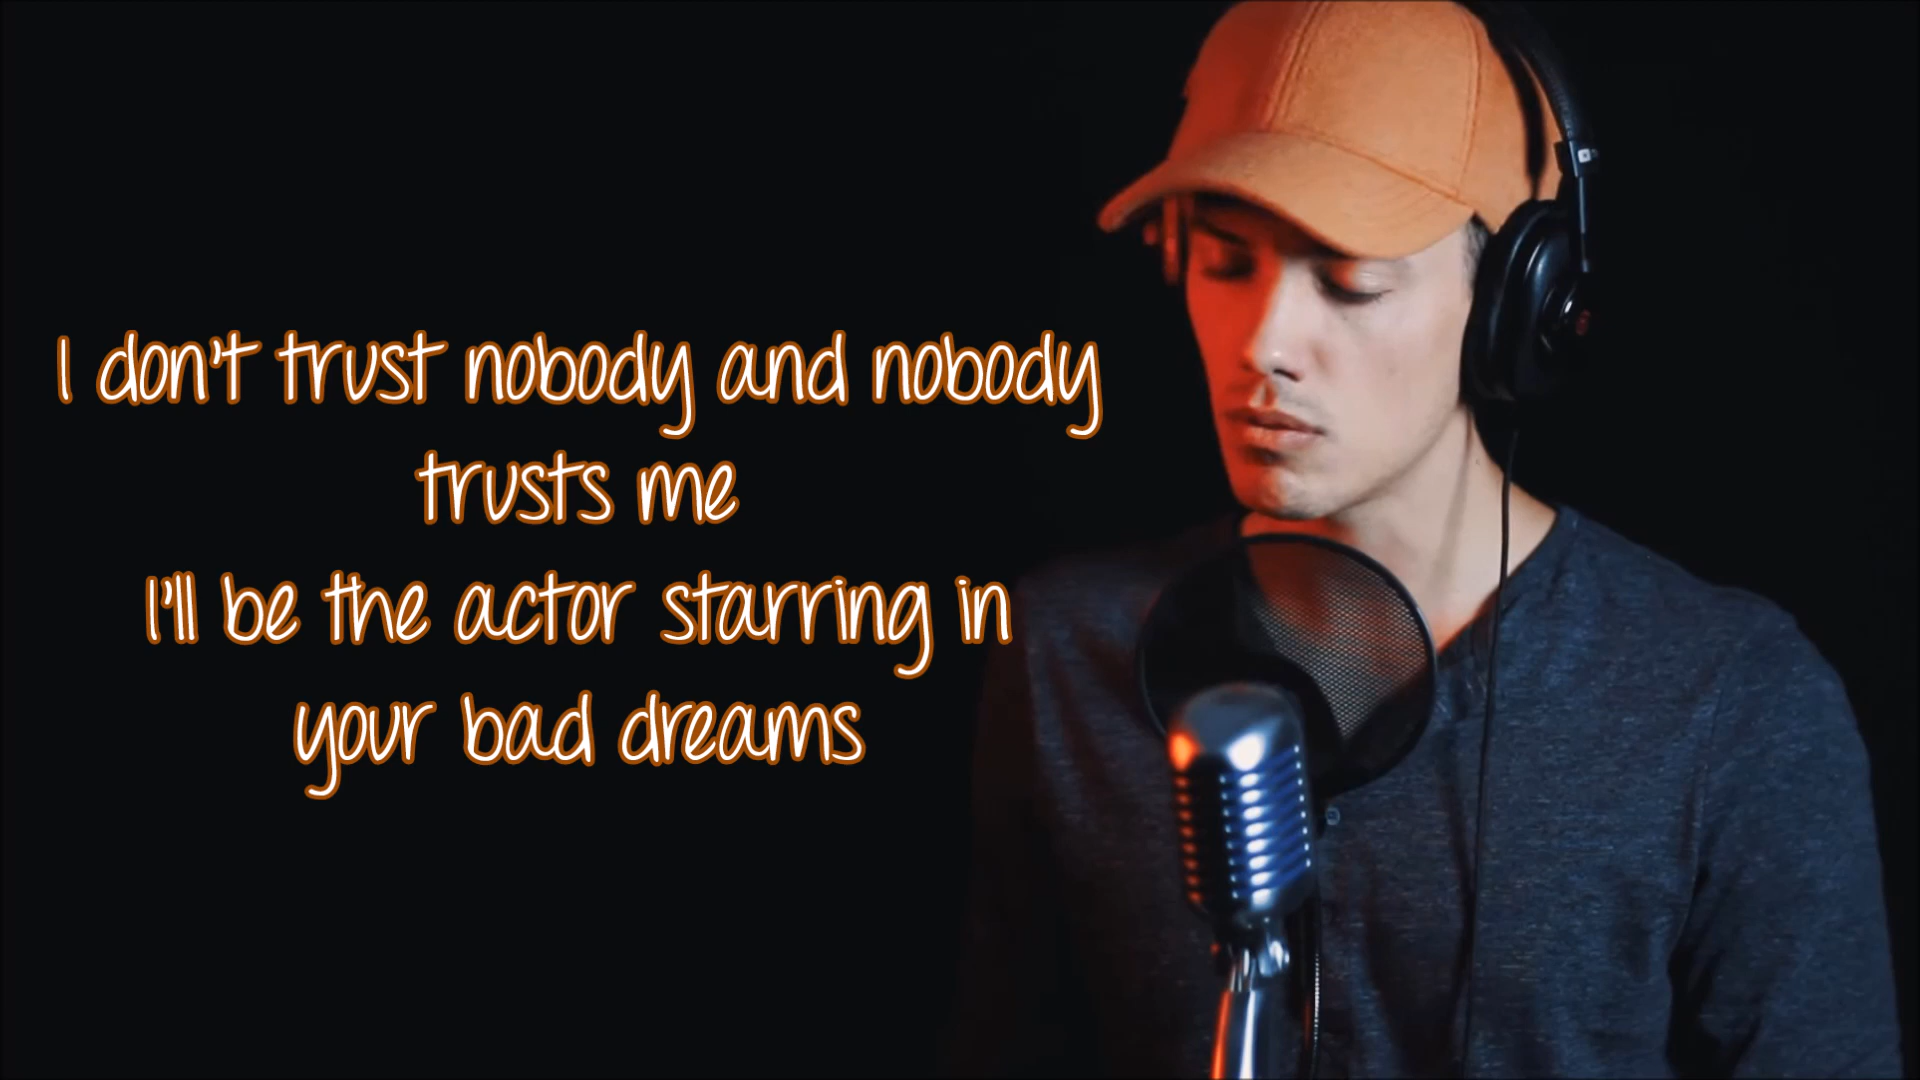 I don't trust nobody and nobody
trusts me
I'll be the actor starring in
your bad dreams